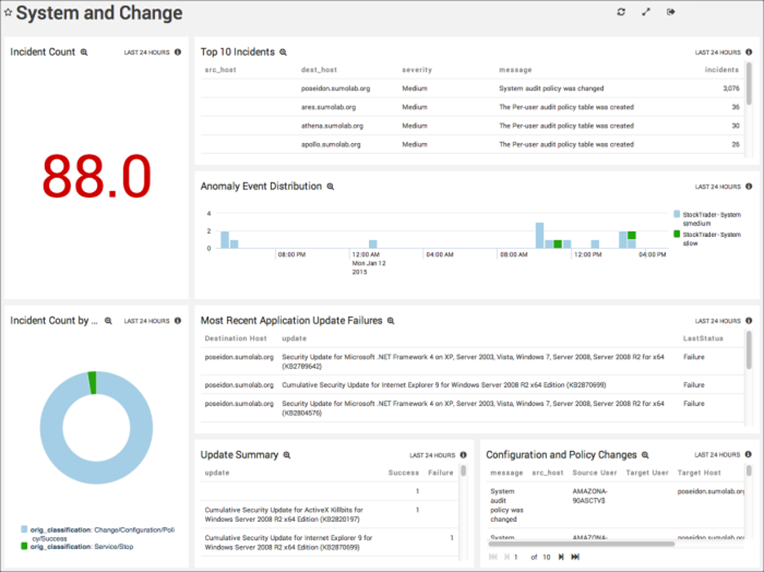 System and Change
Incident Count
LAST 24 HOURS
88.0
Top 10 Incidents
LAST 24 HOURS
src_host dest_host severity message incidents
poseidon.sumolab.org Medium System audit policy was changed 3,076
ares.sumolab.org Medium The Per-user audit policy table was created 36
athena.sumolab.org Medium The Per-user audit policy table was created 30
apollo.sumolab.org Medium The Per-user audit policy table was created 26
Anomaly Event Distribution
LAST 24 HOURS
4
2
0
08:00 PM 12:00 AM 04:00 AM 08:00 AM 12:00 PM 04:00 PM
Mon Jan 12
2015
StockTrader - System
StockTrader - System
Incident Count by ...
LAST 24 HOURS
orig_classification: Change/Configuration/Poli
cy/Success
orig_classification: Service/Stop
Most Recent Application Update Failures
LAST 24 HOURS
Destination Host update LastStatus
poseidon.sumolab.org Security Update for Microsoft .NET Framework 4 on XP, Server 2003, Vista, Windows 7, Server 2008, Server 2008 R2 for x64 Failure
(KB2789642)
poseidon.sumolab.org Cumulative Security Update for Internet Explorer 9 for Windows Server 2008 R2 x64 Edition (KB2870699) Failure
poseidon.sumolab.org Security Update for Microsoft .NET Framework 4 on XP, Server 2003, Vista, Windows 7, Server 2008, Server 2008 R2 for x64 Failure
(KB2804576)
Update Summary
LAST 24 HOURS
update Success Failure
1
Cumulative Security Update for ActiveX Killbits for 1
Windows Server 2008 R2 x64 Edition (KB2820197)
Cumulative Security Update for Internet Explorer 9 for 1
Windows Server 2008 R2 x64 Edition (KB2870699)
Configuration and Policy Changes
LAST 24 HOURS
message src_host Source User Target User Target Host
System AMAZONA- poseidon.sumolab.org
audit 90ASCTV$
policy was
changed
System AMAZONA- poseidon.sumolab.org
1 of 10